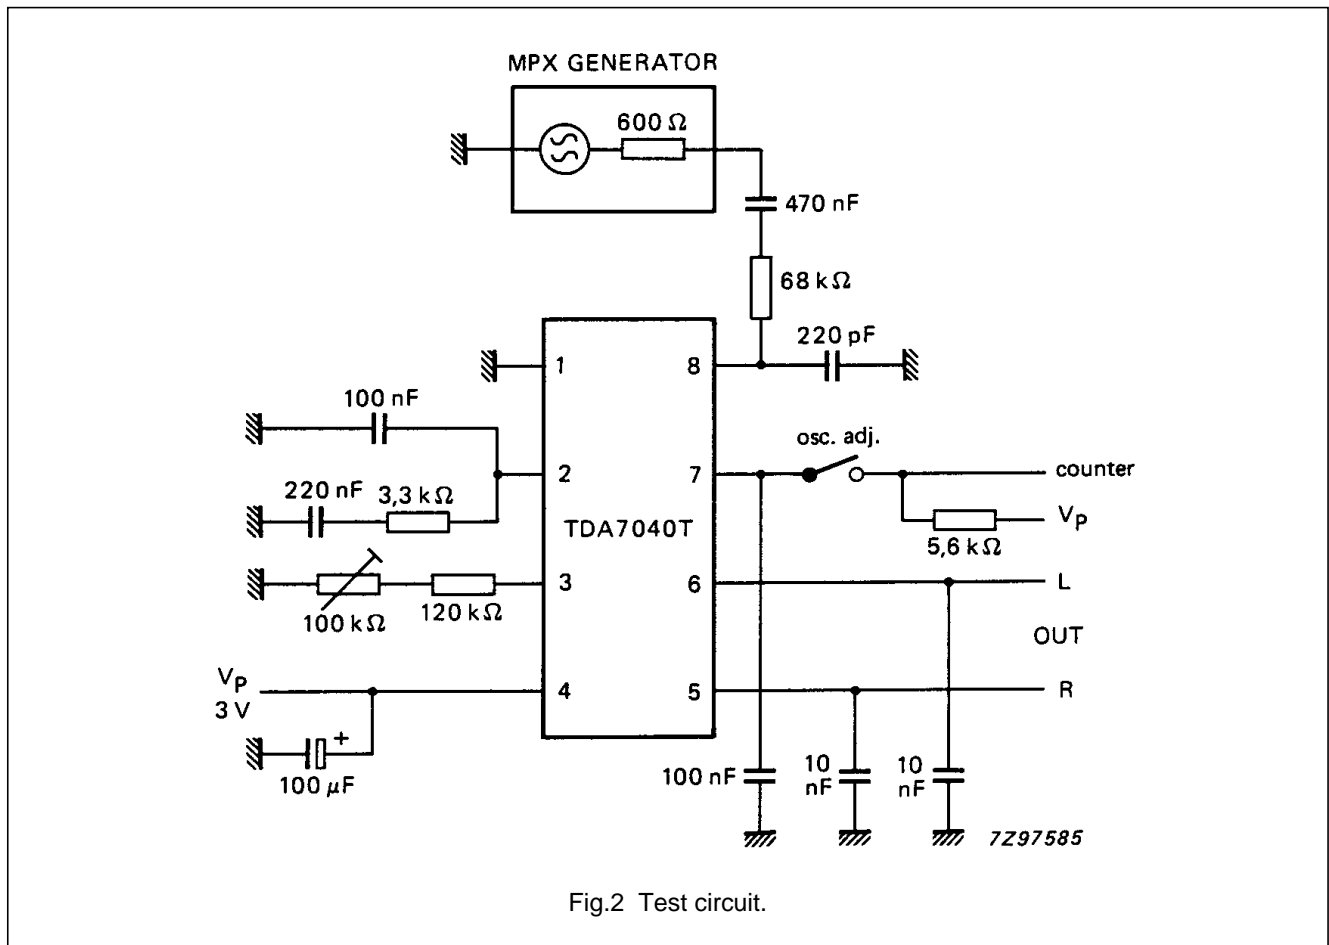 MPX GENERATOR
600 Ω
470 nF
68 kΩ
220 pF
1
8
100 nF
osc. adj.
2
7
counter
220 nF
3,3 kΩ
TDA7040T
Vp
5,6 kΩ
3
6
L
100 kΩ
120 kΩ
OUT
Vp
3 V
4
5
R
+
100 µF
100 nF
10
nF
10
nF
7Z97585
Fig.2 Test circuit.